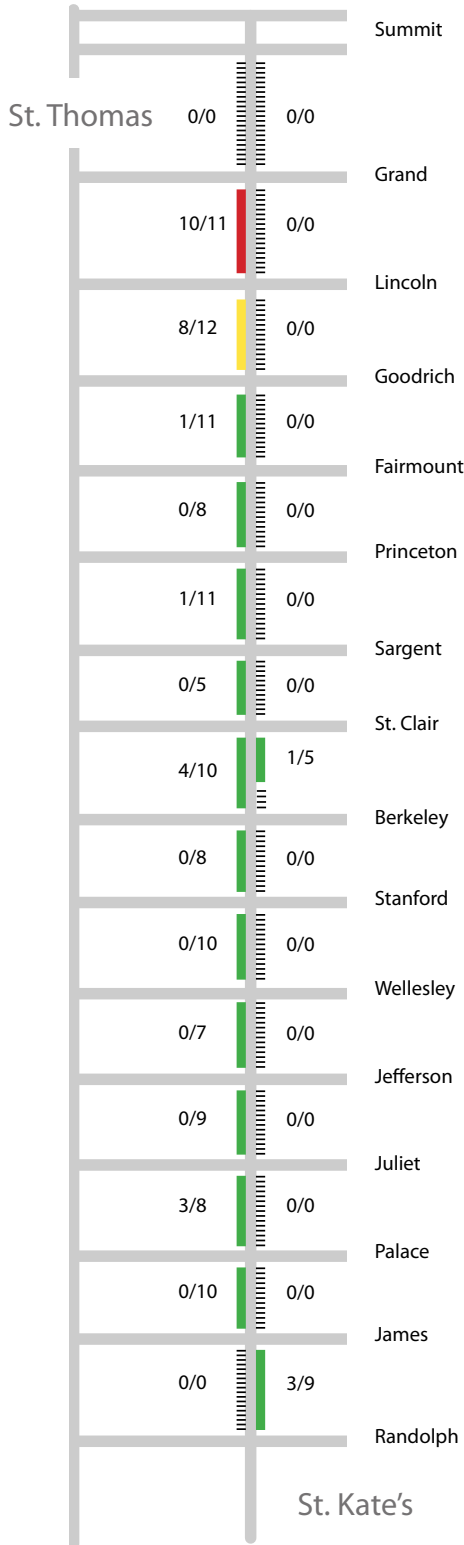 Summit
St. Thomas 0/0 0/0
Grand
10/11 0/0
Lincoln
8/12 0/0
Goodrich
1/11 0/0
Fairmount
0/8 0/0
Princeton
1/11 0/0
Sargent
0/5 0/0
St. Clair
4/10 1/5
Berkeley
0/8 0/0
Stanford
0/10 0/0
Wellesley
0/7 0/0
Jefferson
0/9 0/0
Juliet
3/8 0/0
Palace
0/10 0/0
James
0/0 3/9
Randolph
St. Kate's